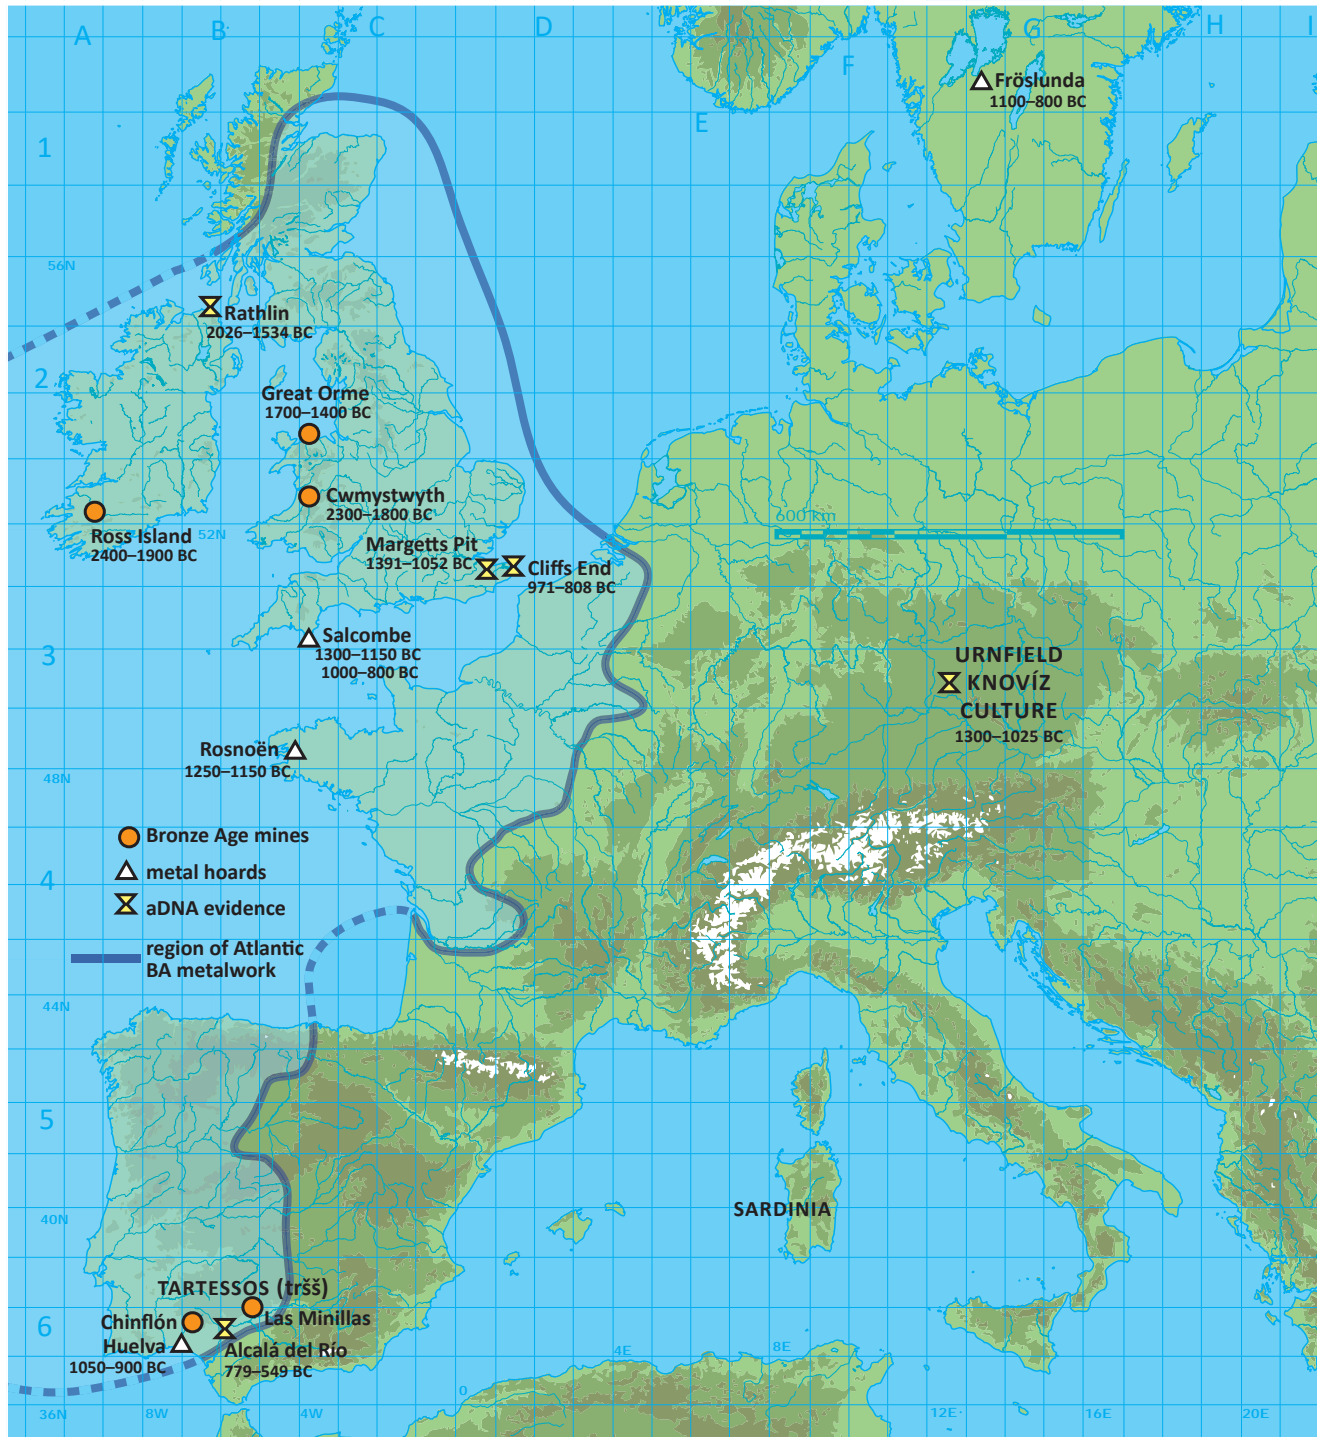 A
B
C
D
E
F
G
H
I
Fröslunda
1100–800 BC
1
56N
Rathlin
2026–1534 BC
2
Great Orme
1700–1400 BC
Cwmystwyth
2300–1800 BC
Ross Island
2400–1900 BC
52N
600 km
Margetts Pit
1391–1052 BC
Cliffs End
971–808 BC
3
Salcombe
1300–1150 BC
1000–800 BC
URNFIELD
KNOVÍZ
CULTURE
1300–1025 BC
Rosnoën
1250–1150 BC
48N
Bronze Age mines
metal hoards
4
aDNA evidence
region of Atlantic
BA metalwork
44N
5
40N
SARDINIA
TARTESSOS (tršš)
Chinflón
Las Minillas
6
Huelva
1050–900 BC
Alcalá del Río
779–549 BC
4E
8E
0
36N
8W
4W
12E
16E
20E